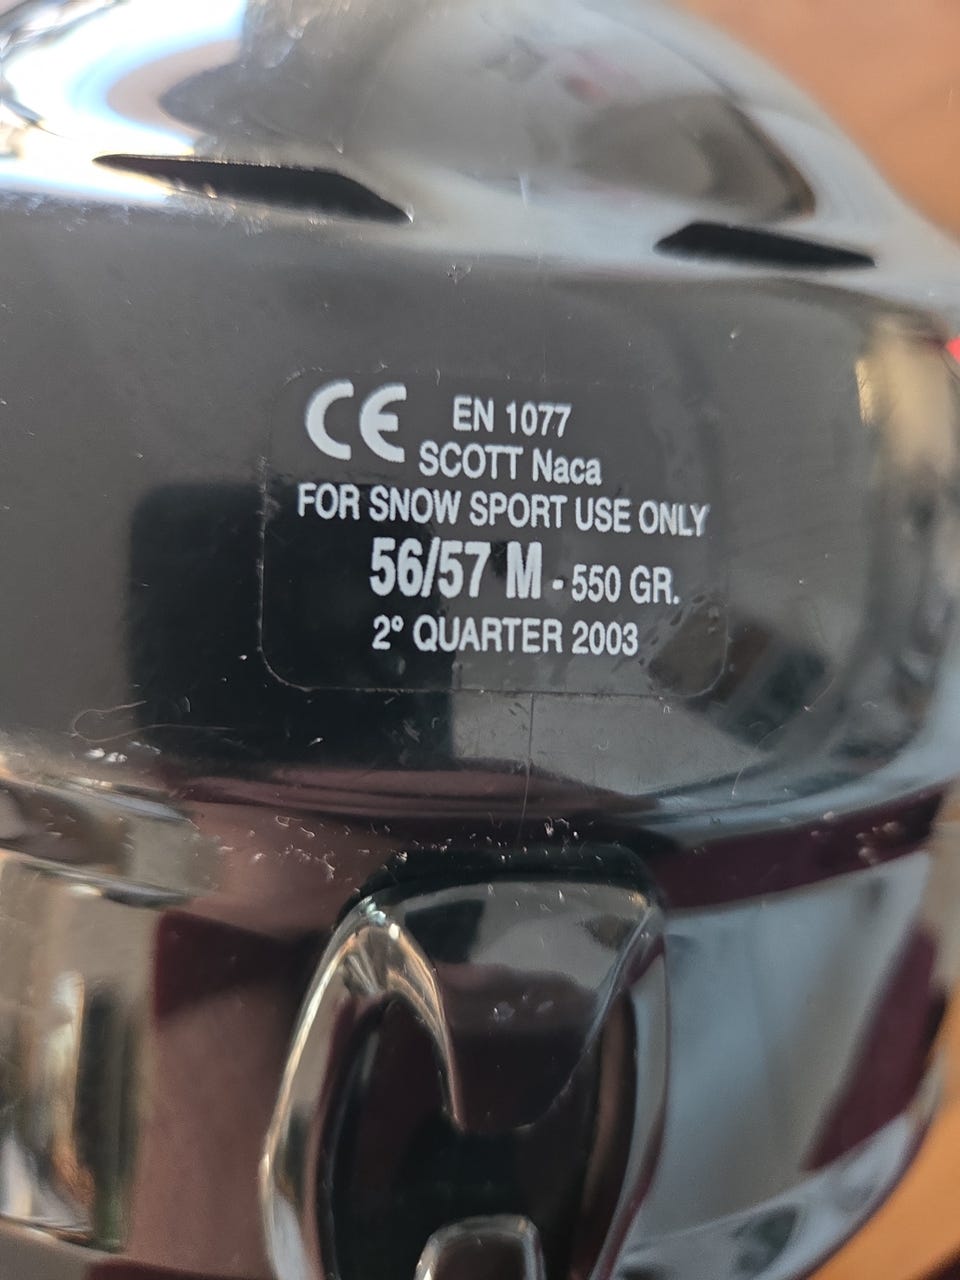 CE EN 1077
SCOTT Naca
FOR SNOW SPORT USE ONLY
56/57 M - 550 GR.
2° QUARTER 2003